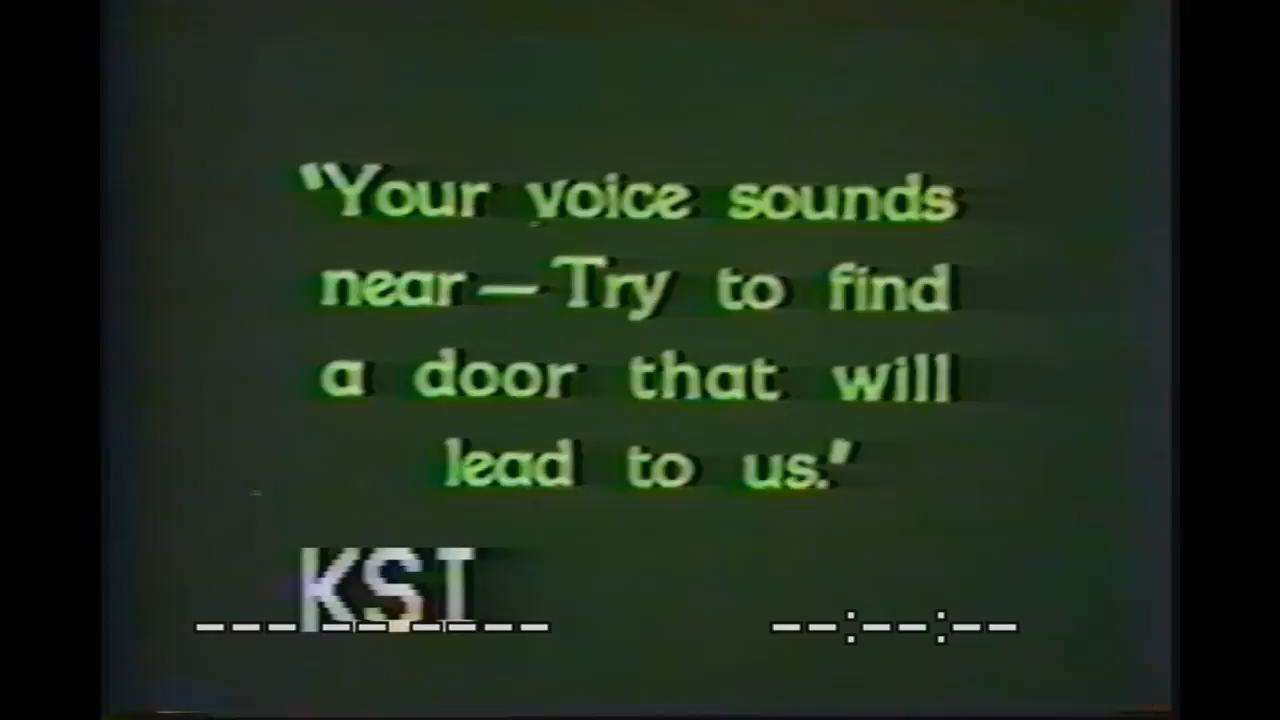 "Your voice sounds
near—Try to find
a door that will
lead to us."
KSI
--- -- ----   --:--:--